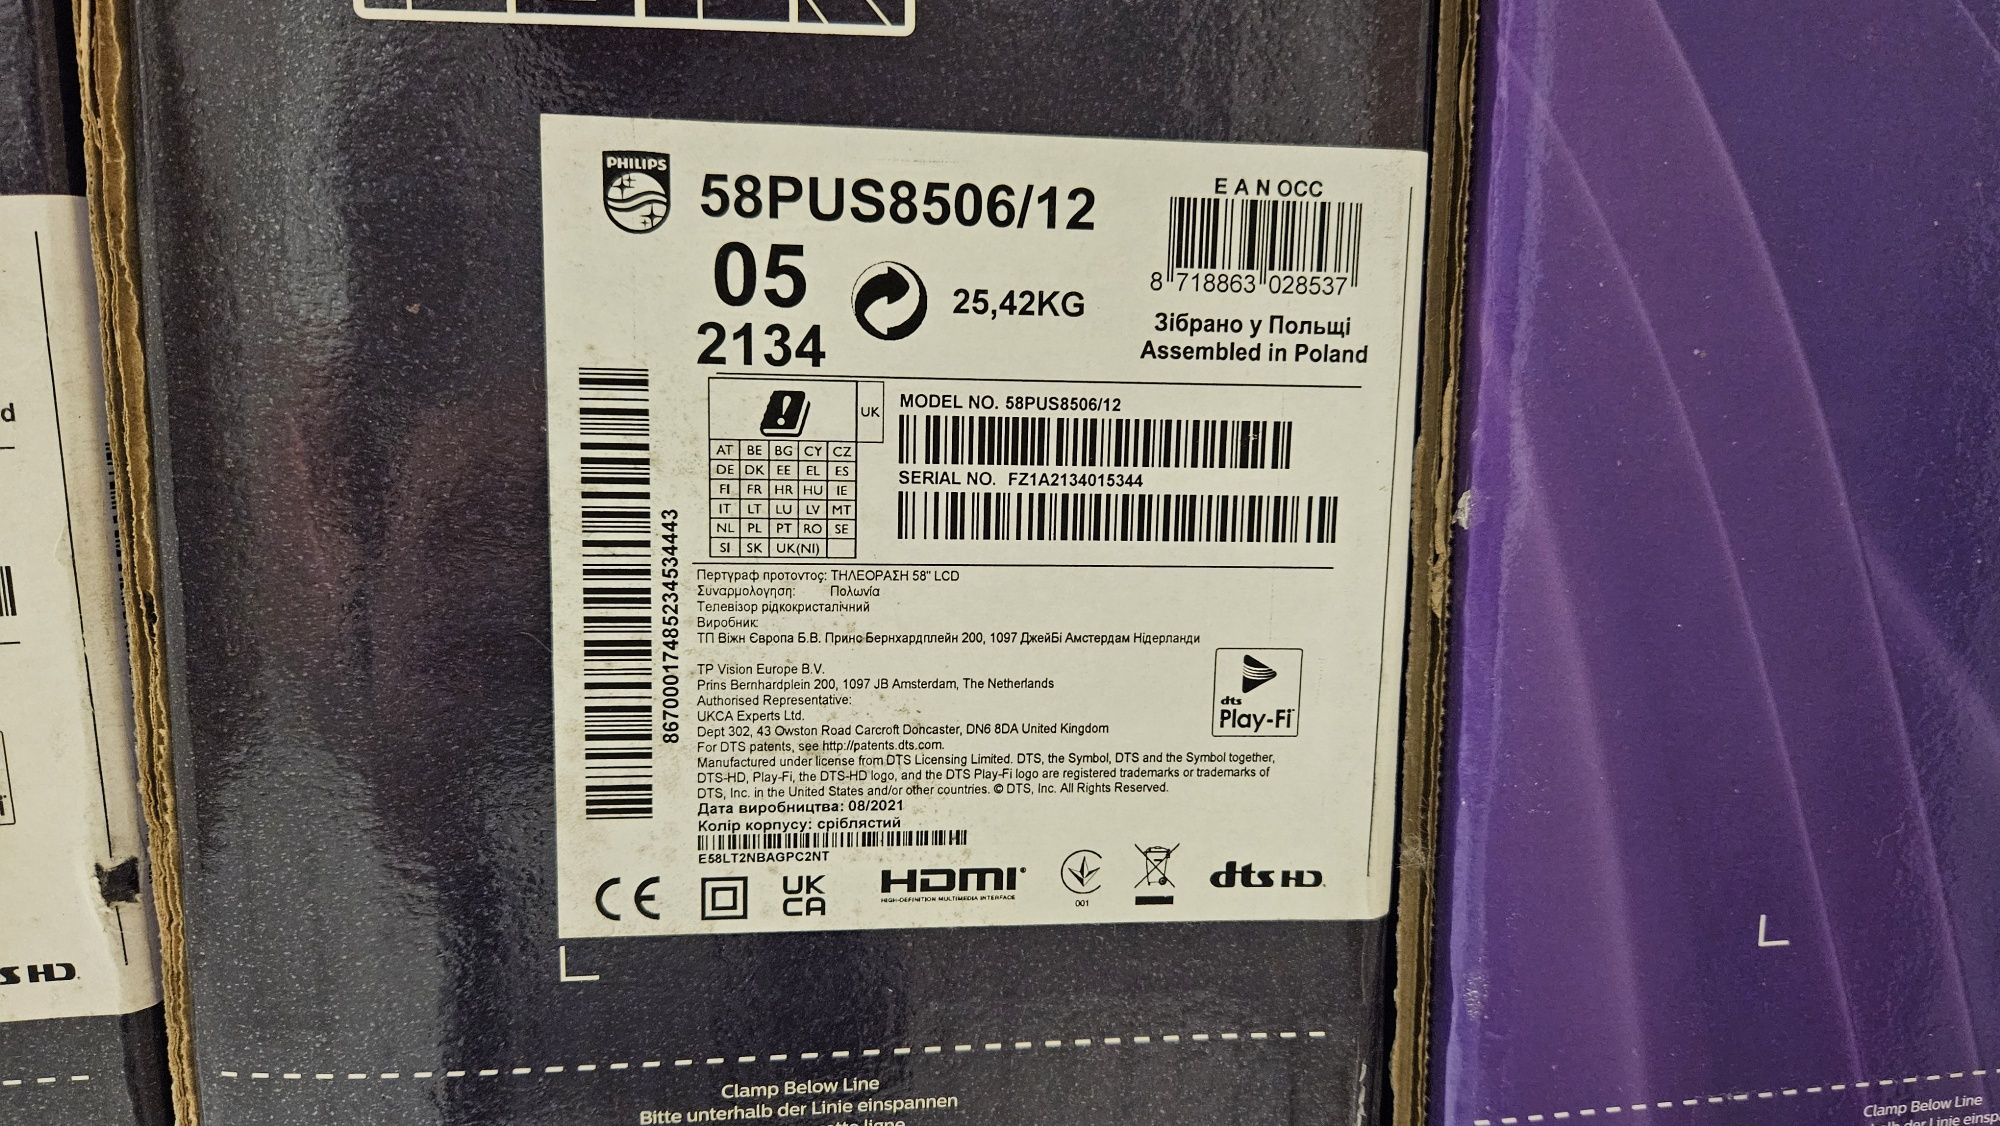 PHILIPS
58PUS8506/12
05
2134
25,42KG
EAN OCC
8 718863 028537
Зібрано у Польщі
Assembled in Poland
UK
AT BE BG CY CZ
DE DK EE EL ES
FI FR HR HU IE
IT LT LU LV MT
NL PL PT RO SE
SI SK UK(NI)
MODEL NO. 58PUS8506/12
SERIAL NO. FZ1A2134015344
867000174852345344443
Περτγραφ προτοντος: ΤΗΛΕΟΡΑΣΗ 58" LCD
Συναρμολογηση: Πολωνία
Телевізор рідкокристалічний
Виробник:
ТП Віжн Європа Б.В. Принс Бернхардплейн 200, 1097 ДжейБі Амстердам Нідерланди
TP Vision Europe B.V.
Prins Bernhardplein 200, 1097 JB Amsterdam, The Netherlands
Authorised Representative:
UKCA Experts Ltd.
Dept 302, 43 Owston Road Carcroft Doncaster, DN6 8DA United Kingdom
For DTS patents, see http://patents.dts.com.
Manufactured under license from DTS Licensing Limited. DTS, the Symbol, DTS and the Symbol together,
DTS-HD, Play-Fi, the DTS-HD logo, and the DTS Play-Fi logo are registered trademarks or trademarks of
DTS, Inc. in the United States and/or other countries. © DTS, Inc. All Rights Reserved.
Дата виробництва: 08/2021
Колір корпусу: сріблястий
E58LT2NBAGPC2NT
dts
Play-Fi
CE
UK
CA
HDMI
HIGH-DEFINITION MULTIMEDIA INTERFACE
001
dts HD
Clamp Below Line
Bitte unterhalb der Linie einspannen
d
S HD
Clamp Below Line